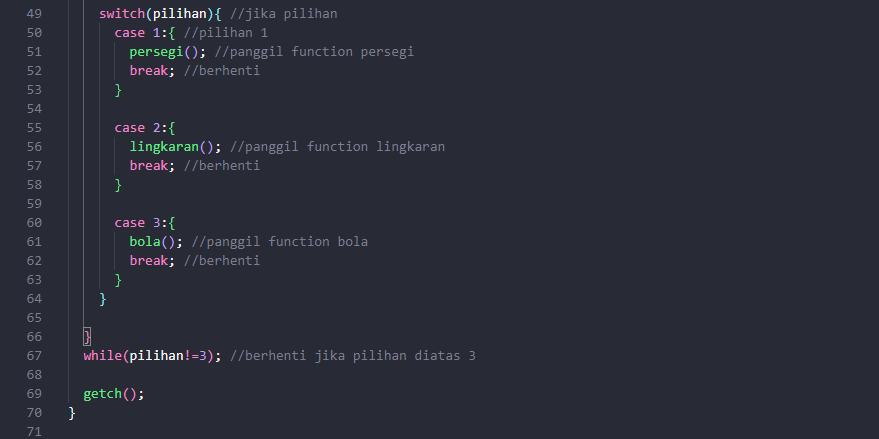 49 switch(pilihan){ //jika pilihan
50 case 1:{ //pilihan 1
51 persegi(); //panggil function persegi
52 break; //berhenti
53 }
54
55 case 2:{
56 lingkaran(); //panggil function lingkaran
57 break; //berhenti
58 }
59
60 case 3:{
61 bola(); //panggil function bola
62 break; //berhenti
63 }
64 }
65
66 }
67 while(pilihan!=3); //berhenti jika pilihan diatas 3
68
69 getch();
70 }
71